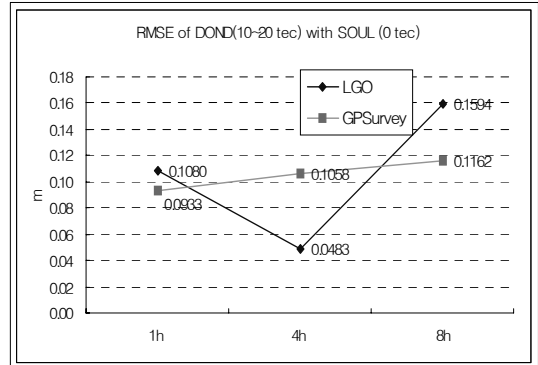 RMSE of DOND(10~20 tec) with SOUL (0 tec)
0.18
0.16
0.14
0.12
0.10
0.08
0.06
0.04
0.02
0.00
m
LGO
GPSurvey
0.1080
0.0933
0.1058
0.0483
0.1594
0.1162
1h
4h
8h